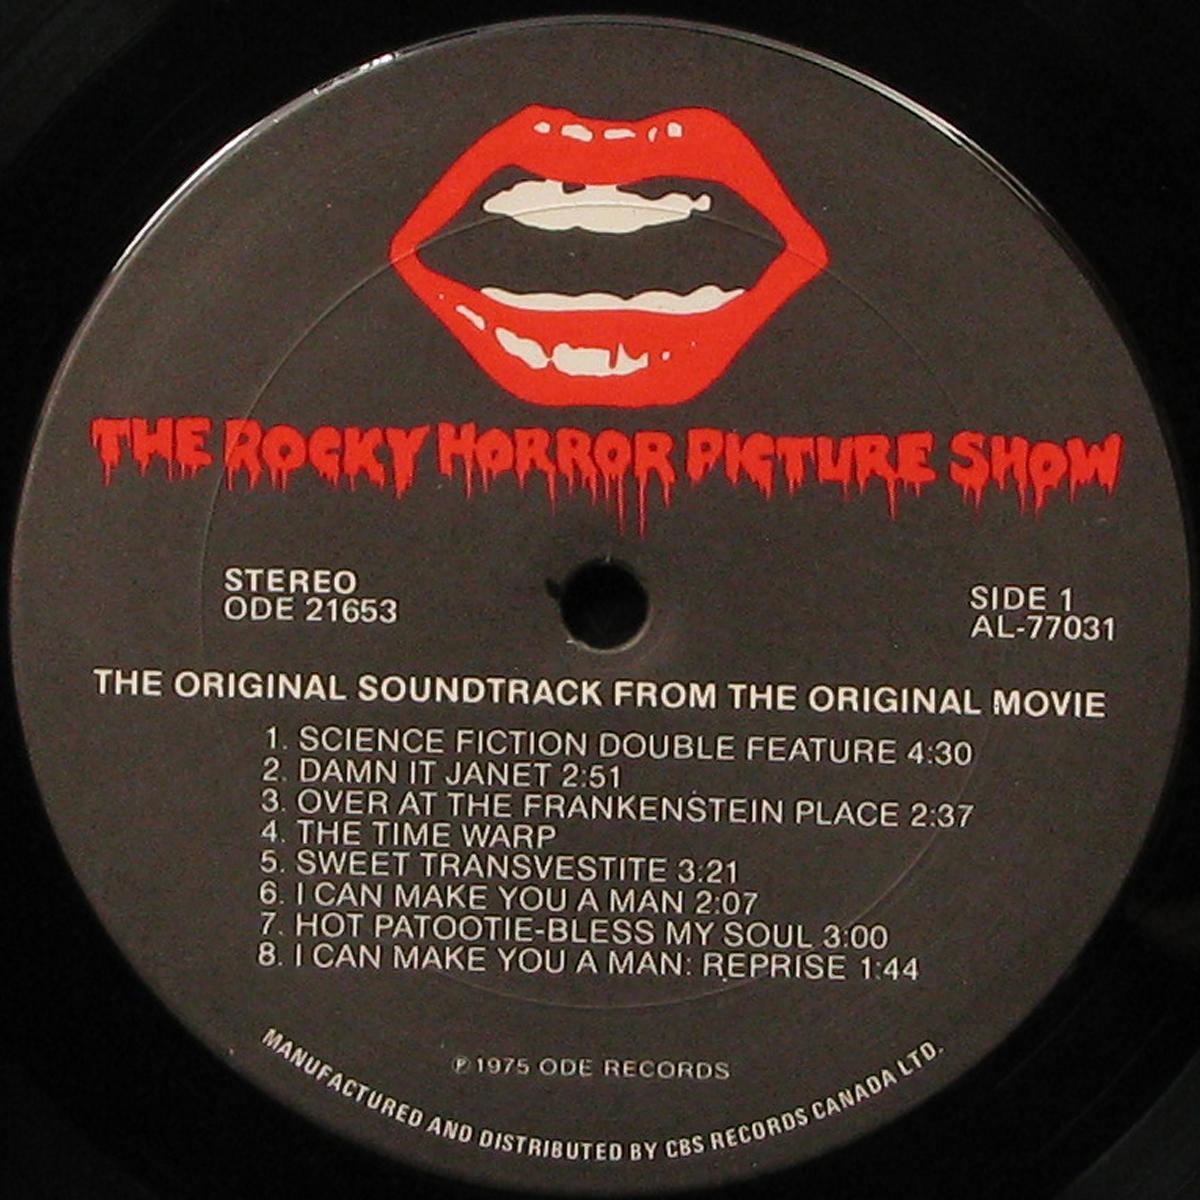 THE ROCKY HORROR PICTURE SHOW
STEREO
ODE 21653
SIDE 1
AL-77031
THE ORIGINAL SOUNDTRACK FROM THE ORIGINAL MOVIE
1. SCIENCE FICTION DOUBLE FEATURE 4:30
2. DAMN IT JANET 2:51
3. OVER AT THE FRANKENSTEIN PLACE 2:37
4. THE TIME WARP
5. SWEET TRANSVESTITE 3:21
6. I CAN MAKE YOU A MAN 2:07
7. HOT PATOOTIE-BLESS MY SOUL 3:00
8. I CAN MAKE YOU A MAN: REPRISE 1:44
℗ 1975 ODE RECORDS
MANUFACTURED AND DISTRIBUTED BY CBS RECORDS CANADA LTD.